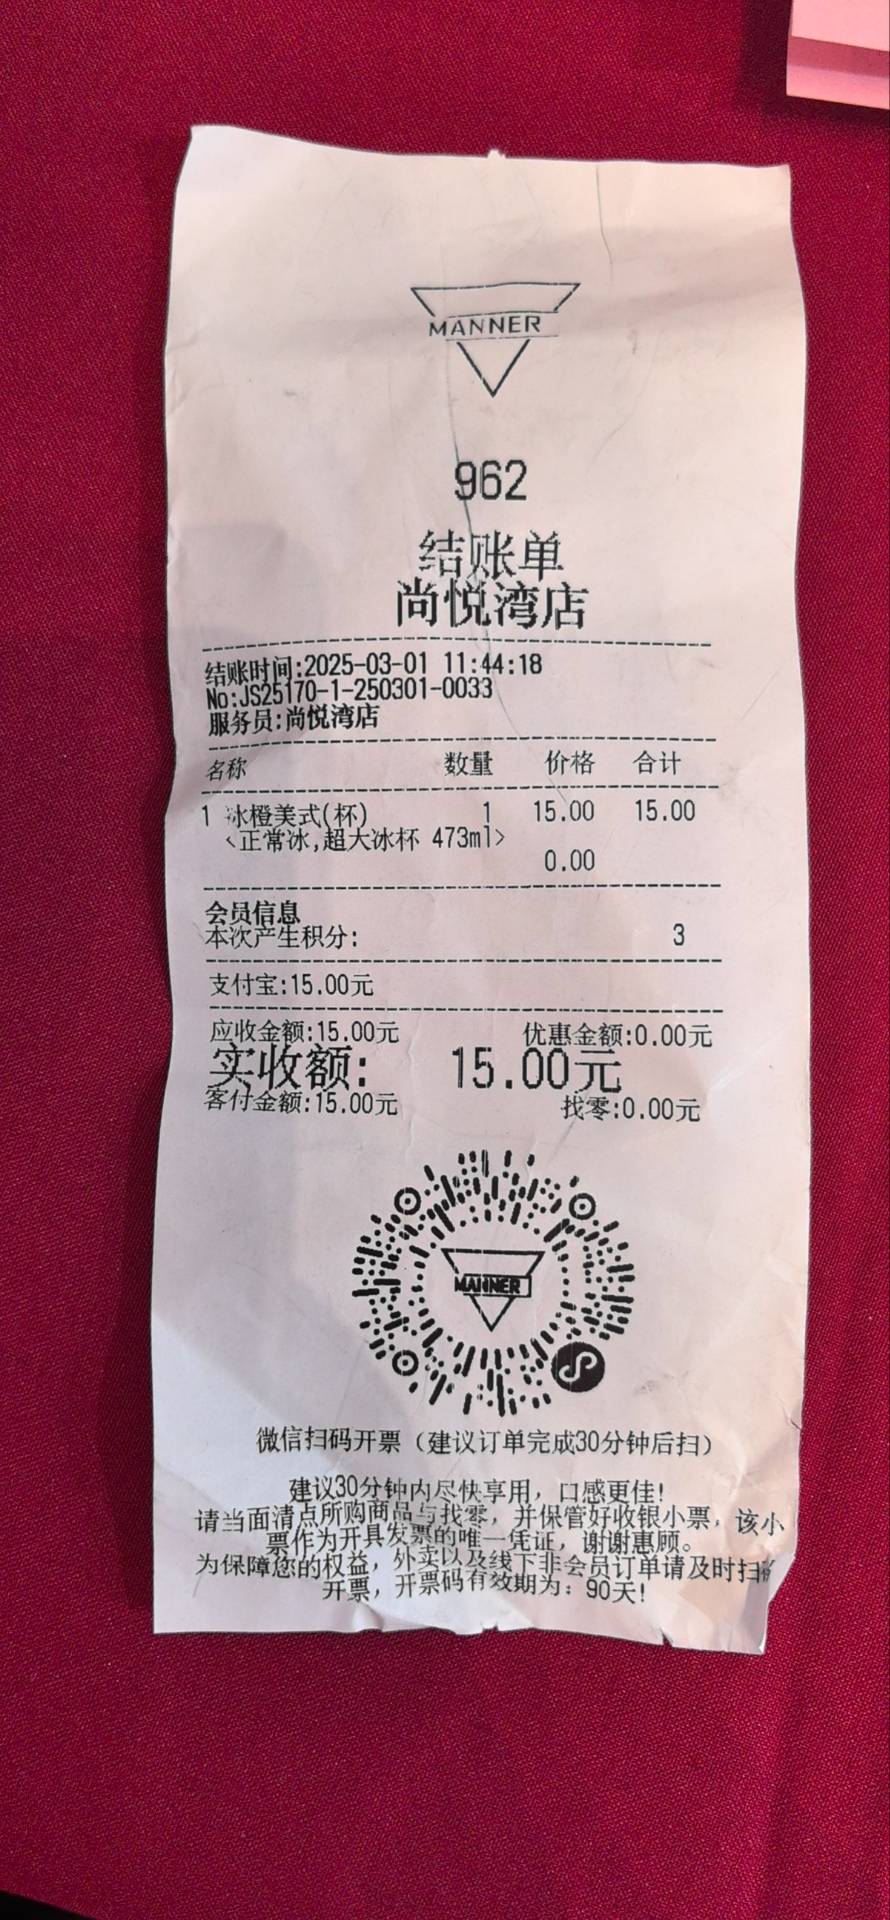 MANNER
962
结账单
尚悦湾店
结账时间:2025-03-01 11:44:18
No:JS25170-1-250301-0033
服务员:尚悦湾店
名称 数量 价格 合计
1 冰橙美式(杯) 1 15.00 15.00
<正常冰,超大冰杯 473ml>
0.00
会员信息
本次产生积分: 3
支付宝:15.00元
应收金额:15.00元 优惠金额:0.00元
实收额: 15.00元
客付金额:15.00元 找零:0.00元
MANNER
微信扫码开票（建议订单完成30分钟后扫）
建议30分钟内尽快享用，口感更佳！
请当面清点所购商品与找零，并保管好收银小票，该小
票作为开具发票的唯一凭证，谢谢惠顾。
为保障您的权益，外卖以及线下非会员订单请及时扫
开票，开票码有效期为：90天！